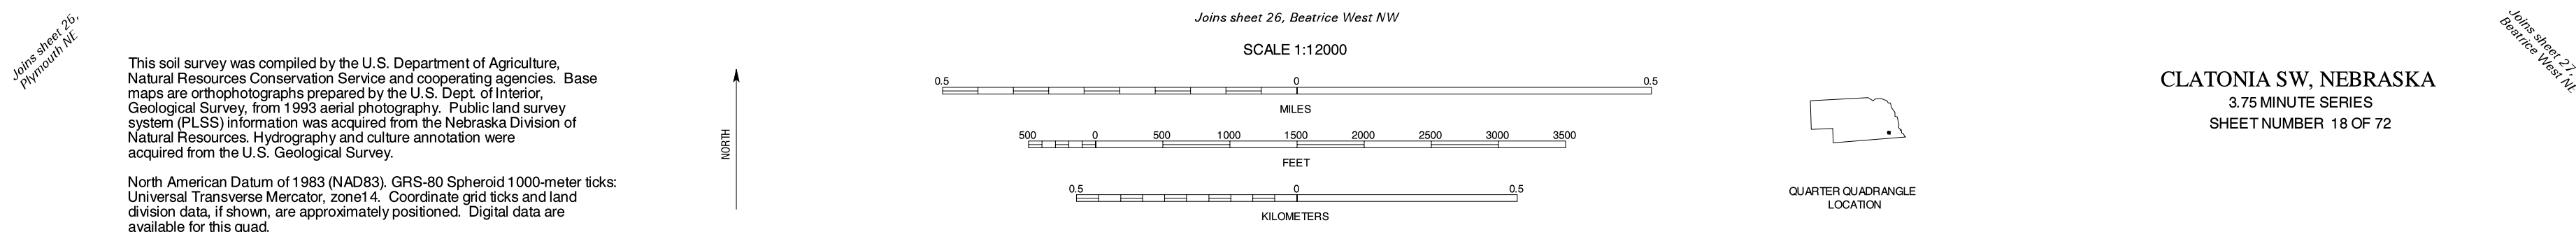 Joins sheet 26,
Plymouth NE
This soil survey was compiled by the U.S. Department of Agriculture,
Natural Resources Conservation Service and cooperating agencies. Base
maps are orthophotographs prepared by the U.S. Dept. of Interior,
Geological Survey, from 1993 aerial photography. Public land survey
system (PLSS) information was acquired from the Nebraska Division of
Natural Resources. Hydrography and culture annotation were
acquired from the U.S. Geological Survey.
North American Datum of 1983 (NAD83). GRS-80 Spheroid 1000-meter ticks:
Universal Transverse Mercator, zone14. Coordinate grid ticks and land
division data, if shown, are approximately positioned. Digital data are
available for this quad.
NORTH
Joins sheet 26, Beatrice West NW
SCALE 1:12000
0.5 0 0.5
MILES
500 0 500 1000 1500 2000 2500 3000 3500
FEET
0.5 0 0.5
KILOMETERS
QUARTER QUADRANGLE
LOCATION
CLATONIA SW, NEBRASKA
3.75 MINUTE SERIES
SHEET NUMBER 18 OF 72
Joins sheet 27,
Beatrice West NE